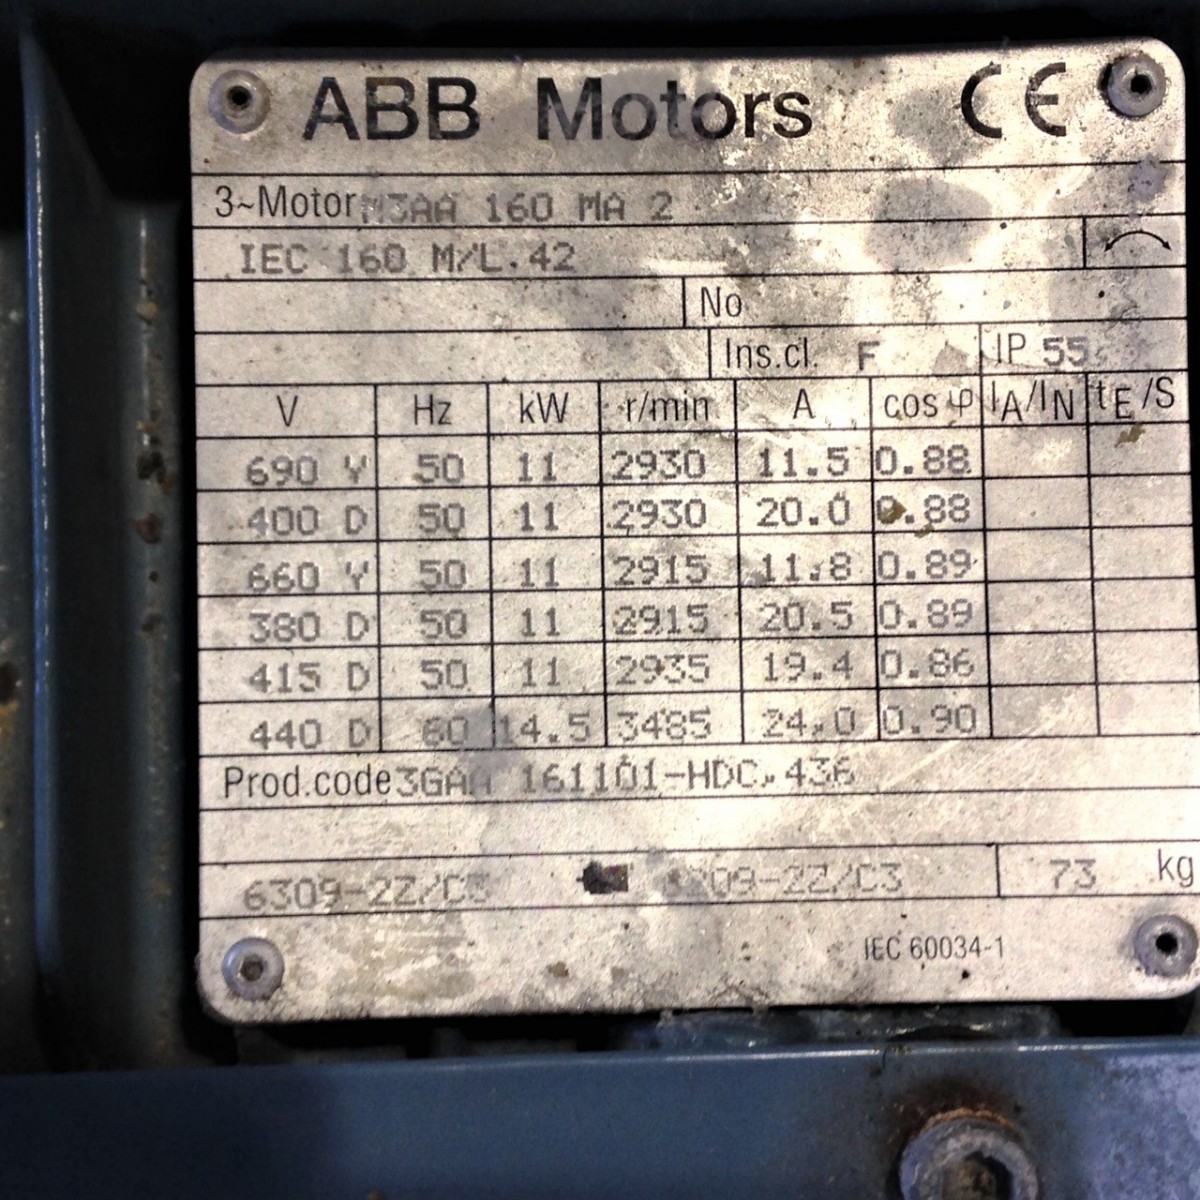 ABB Motors CE
3~Motor M3AA 160 MA 2
IEC 160 M/L 42
No
Ins.cl. F IP 55
V Hz kW r/min A cos φ IA/IN tE/S
690 Y 50 11 2930 11.5 0.88
400 D 50 11 2930 20.0 0.88
660 Y 50 11 2915 11.8 0.89
380 D 50 11 2915 20.5 0.89
415 D 50 11 2935 19.4 0.86
440 D 60 14.5 3485 24.0 0.90
Prod.code 3GAA 161101-HDC, 436
6309-2Z/C3 09-2Z/C3 73 kg
IEC 60034-1